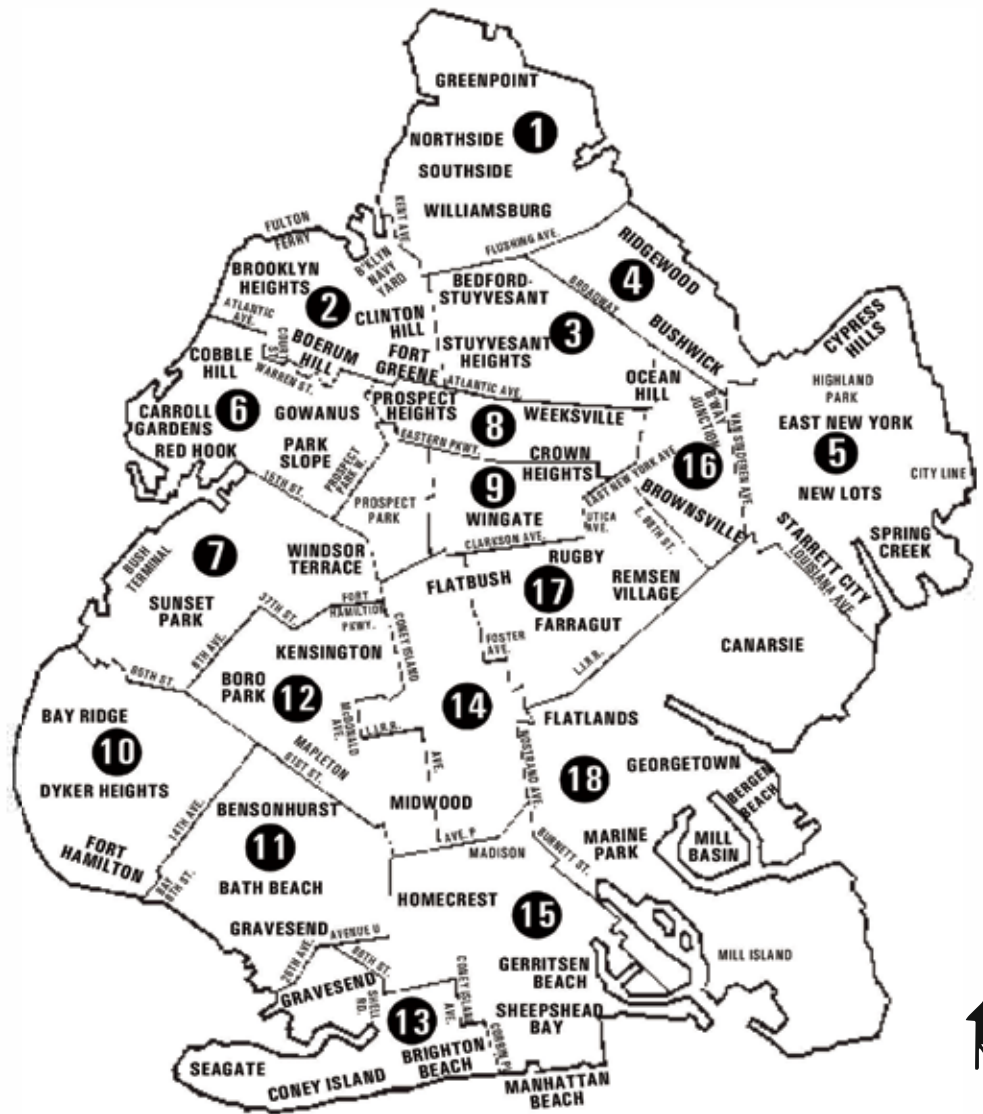 GREENPOINT
1
NORTHSIDE
SOUTHSIDE
KENT AVE.
WILLIAMSBURG
FULTON
FERRY
B'KLYN
NAVY
YARD
FLUSHING AVE.
RIDGEWOOD
BROOKLYN
HEIGHTS
2
CLINTON
HILL
BEDFORD-
STUYVESANT
BROADWAY
4
3
BUSHWICK
ATLANTIC
AVE.
COURT
ST.
BOERUM
HILL
FORT
GREENE
STUYVESANT
HEIGHTS
CYPRESS
HILLS
COBBLE
HILL
WARREN ST.
ATLANTIC AVE.
OCEAN
HILL
HIGHLAND
PARK
6
CARROLL
GARDENS
GOWANUS
PROSPECT
HEIGHTS
8
WEEKSVILLE
B'WAY
JUNCTION
VAN SINDEREN AVE.
EAST NEW YORK
5
RED HOOK
PARK
SLOPE
EASTERN PKWY.
CROWN
HEIGHTS
16
CITY LINE
15TH ST.
PROSPECT
PARK W.
9
EAST NEW YORK AVE
NEW LOTS
PROSPECT
PARK
WINGATE
UTICA
AVE.
BROWNSVILLE
E. 98TH ST.
STARRETT CITY
LOUISIANA AVE.
SPRING
CREEK
BUSH
TERMINAL
7
WINDSOR
TERRACE
CLARKSON AVE.
FLATBUSH
RUGBY
17
REMSEN
VILLAGE
SUNSET
PARK
37TH ST.
FORT
HAMILTION
PKWY.
FARRAGUT
8TH AVE.
KENSINGTON
CONEY ISLAND
FOSTER
AVE.
L.I.R.R.
CANARSIE
65TH ST.
BORO
PARK
12
McDONALD
AVE.
L.I.R.R.
AVE.
14
BAY RIDGE
10
DYKER HEIGHTS
MAPLETON
61ST ST.
NOSTRAND AVE.
FLATLANDS
18
GEORGETOWN
BERGEN
BEACH
14TH AVE.
BENSONHURST
MIDWOOD
AVE. P
MADISON
BURNETT ST.
MARINE
PARK
MILL
BASIN
FORT
HAMILTON
BAY
8TH ST.
11
BATH BEACH
HOMECREST
15
GRAVESEND
AVENUE U
26TH AVE.
86TH ST.
CONEY ISLAND
AVE.
GERRITSEN
BEACH
MILL ISLAND
GRAVESEND
SHELL
RD.
13
SHEEPSHEAD
BAY
CORBIN PL
SEAGATE
CONEY ISLAND
BRIGHTON
BEACH
MANHATTAN
BEACH
N